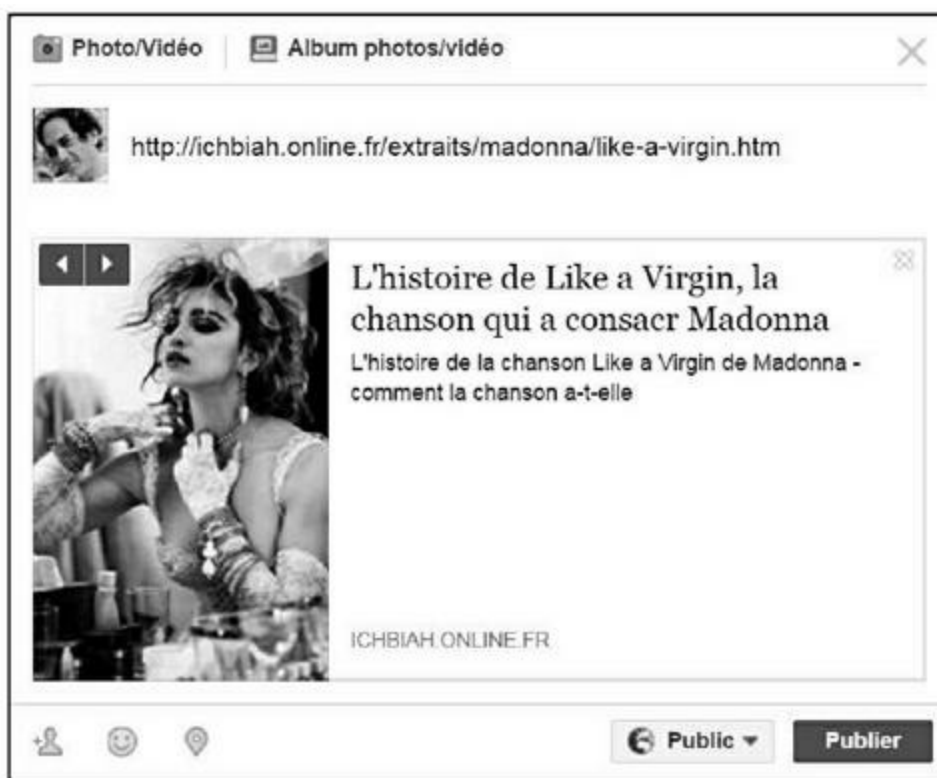 Photo/Vidéo Album photos/vidéo
http://ichbiah.online.fr/extraits/madonna/like-a-virgin.htm
L'histoire de Like a Virgin, la
chanson qui a consacr Madonna
L'histoire de la chanson Like a Virgin de Madonna -
comment la chanson a-t-elle
ICHBIAH.ONLINE.FR
Public
Publier